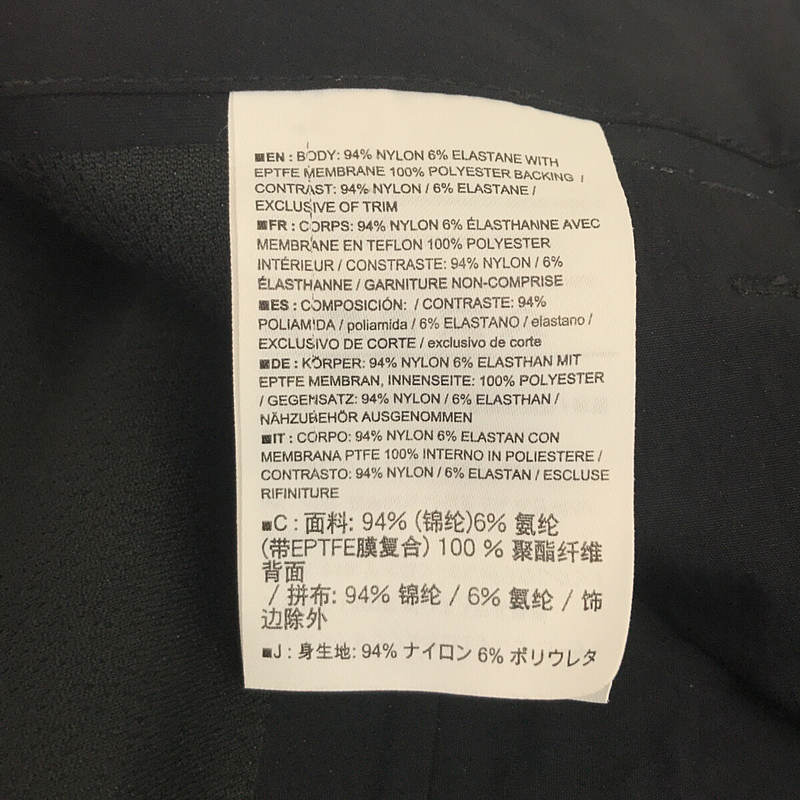 ■EN : BODY: 94% NYLON 6% ELASTANE WITH
EPTFE MEMBRANE 100% POLYESTER BACKING /
CONTRAST: 94% NYLON / 6% ELASTANE /
EXCLUSIVE OF TRIM
■FR : CORPS: 94% NYLON 6% ÉLASTHANNE AVEC
MEMBRANE EN TEFLON 100% POLYESTER
INTÉRIEUR / CONSTRASTE: 94% NYLON / 6%
ÉLASTHANNE / GARNITURE NON-COMPRISE
■ES : COMPOSICIÓN: / CONTRASTE: 94%
POLIAMIDA / poliamida / 6% ELASTANO / elastano /
EXCLUSIVO DE CORTE / exclusivo de corte
■DE : KÖRPER: 94% NYLON 6% ELASTHAN MIT
EPTFE MEMBRAN, INNENSEITE: 100% POLYESTER
/ GEGENSATZ: 94% NYLON / 6% ELASTHAN /
NÄHZUBEHÖR AUSGENOMMEN
■IT : CORPO: 94% NYLON 6% ELASTAN CON
MEMBRANA PTFE 100% INTERNO IN POLIESTERE /
CONTRASTO: 94% NYLON / 6% ELASTAN / ESCLUSE
RIFINITURE
■C : 面料: 94% (锦纶)6% 氨纶
(带EPTFE膜复合) 100 % 聚酯纤维
背面
/ 拼布: 94% 锦纶 / 6% 氨纶 / 饰
边除外
■J : 身生地: 94% ナイロン 6% ポリウレタ